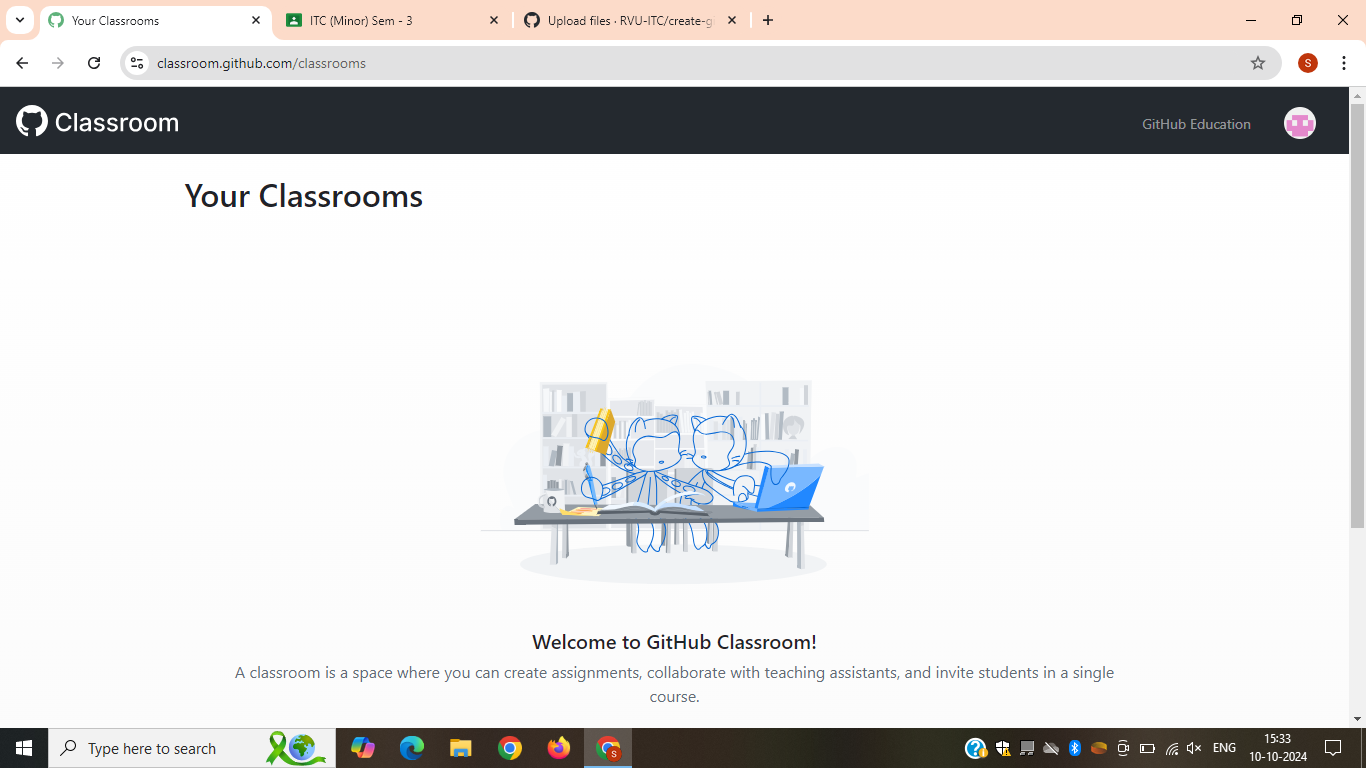 Your Classrooms
ITC (Minor) Sem - 3
Upload files · RVU-ITC/create-g
classroom.github.com/classrooms
S
Classroom
GitHub Education
Your Classrooms
Welcome to GitHub Classroom!
A classroom is a space where you can create assignments, collaborate with teaching assistants, and invite students in a single
course.
Type here to search
S
ENG
15:33
10-10-2024